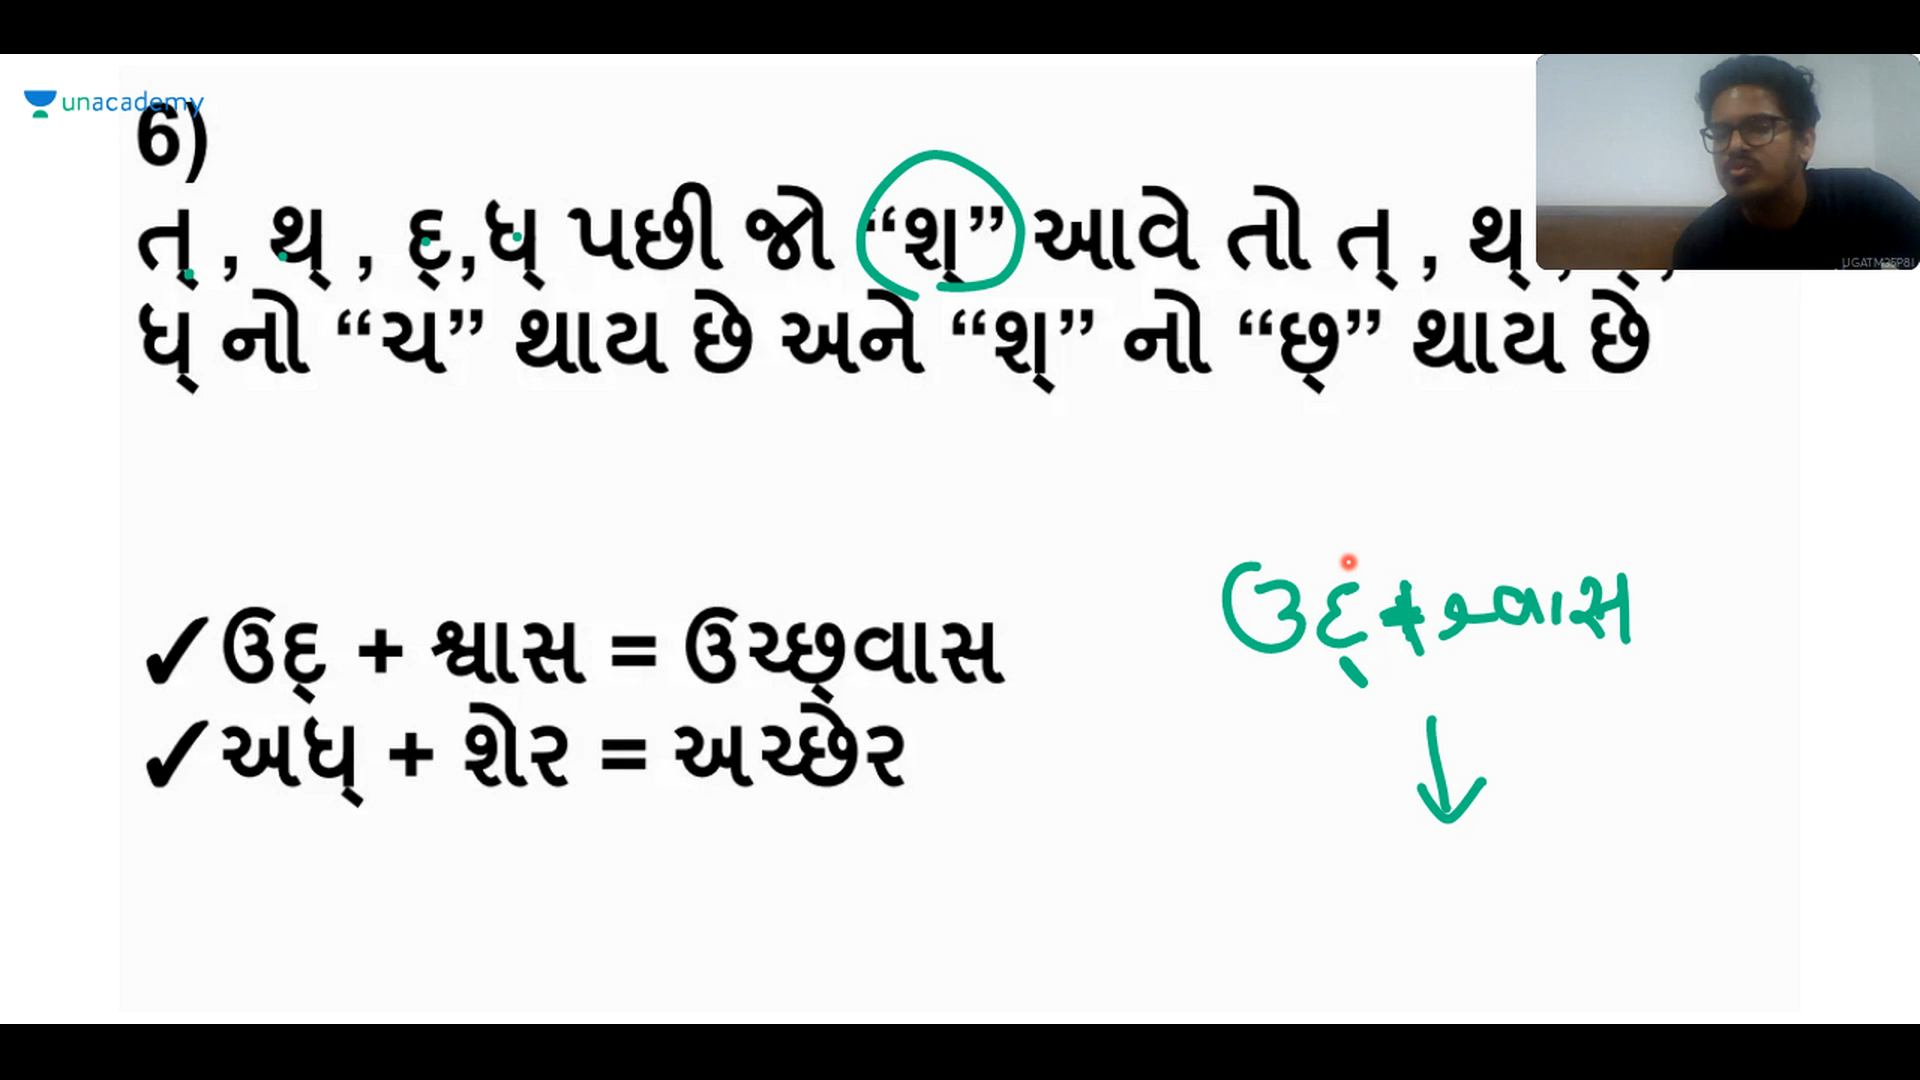 unacademy
6)
ત્ , થ્ , દ્,ધ્ પછી જો “શ્” આવે તો ત્ , થ્
ધ્ નો “ચ” થાય છે અને “શ્” નો “છ્” થાય છે
✓ઉદ્ + શ્વાસ = ઉચ્છ્વાસ
✓અધ્ + શેર = અચ્છેર
ઉદ્ + શ્વાસ
↓